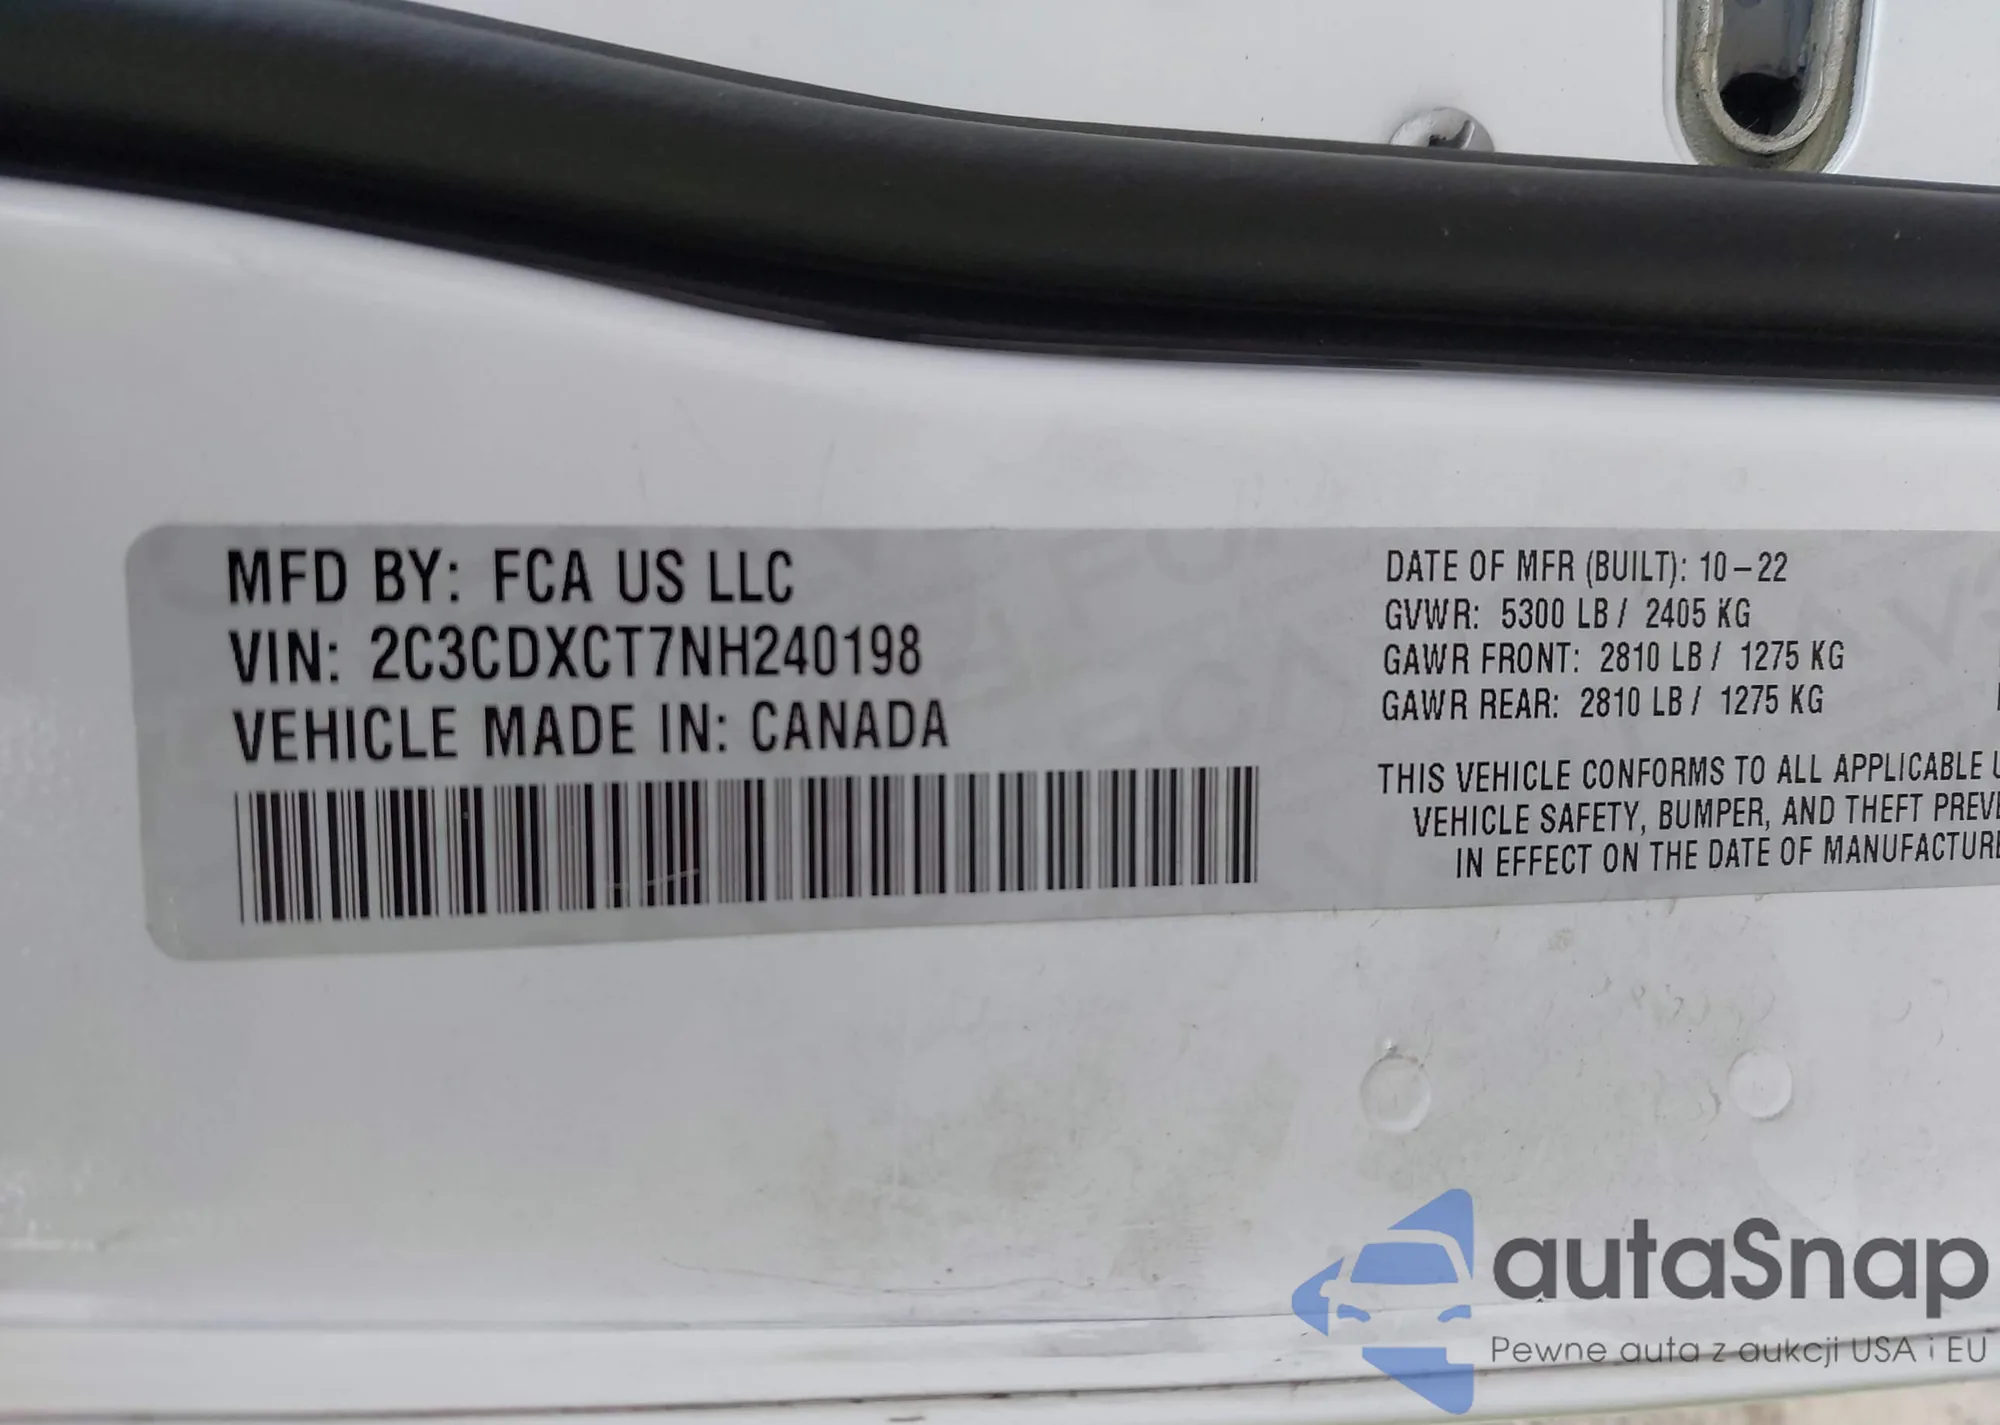 MFD BY: FCA US LLC
VIN: 2C3CDXCT7NH240198
VEHICLE MADE IN: CANADA
DATE OF MFR (BUILT): 10-22
GVWR: 5300 LB / 2405 KG
GAWR FRONT: 2810 LB / 1275 KG
GAWR REAR: 2810 LB / 1275 KG
THIS VEHICLE CONFORMS TO ALL APPLICABLE
VEHICLE SAFETY, BUMPER, AND THEFT
IN EFFECT ON THE DATE OF
autaSnap
Pewne auta z aukcji USA i EU